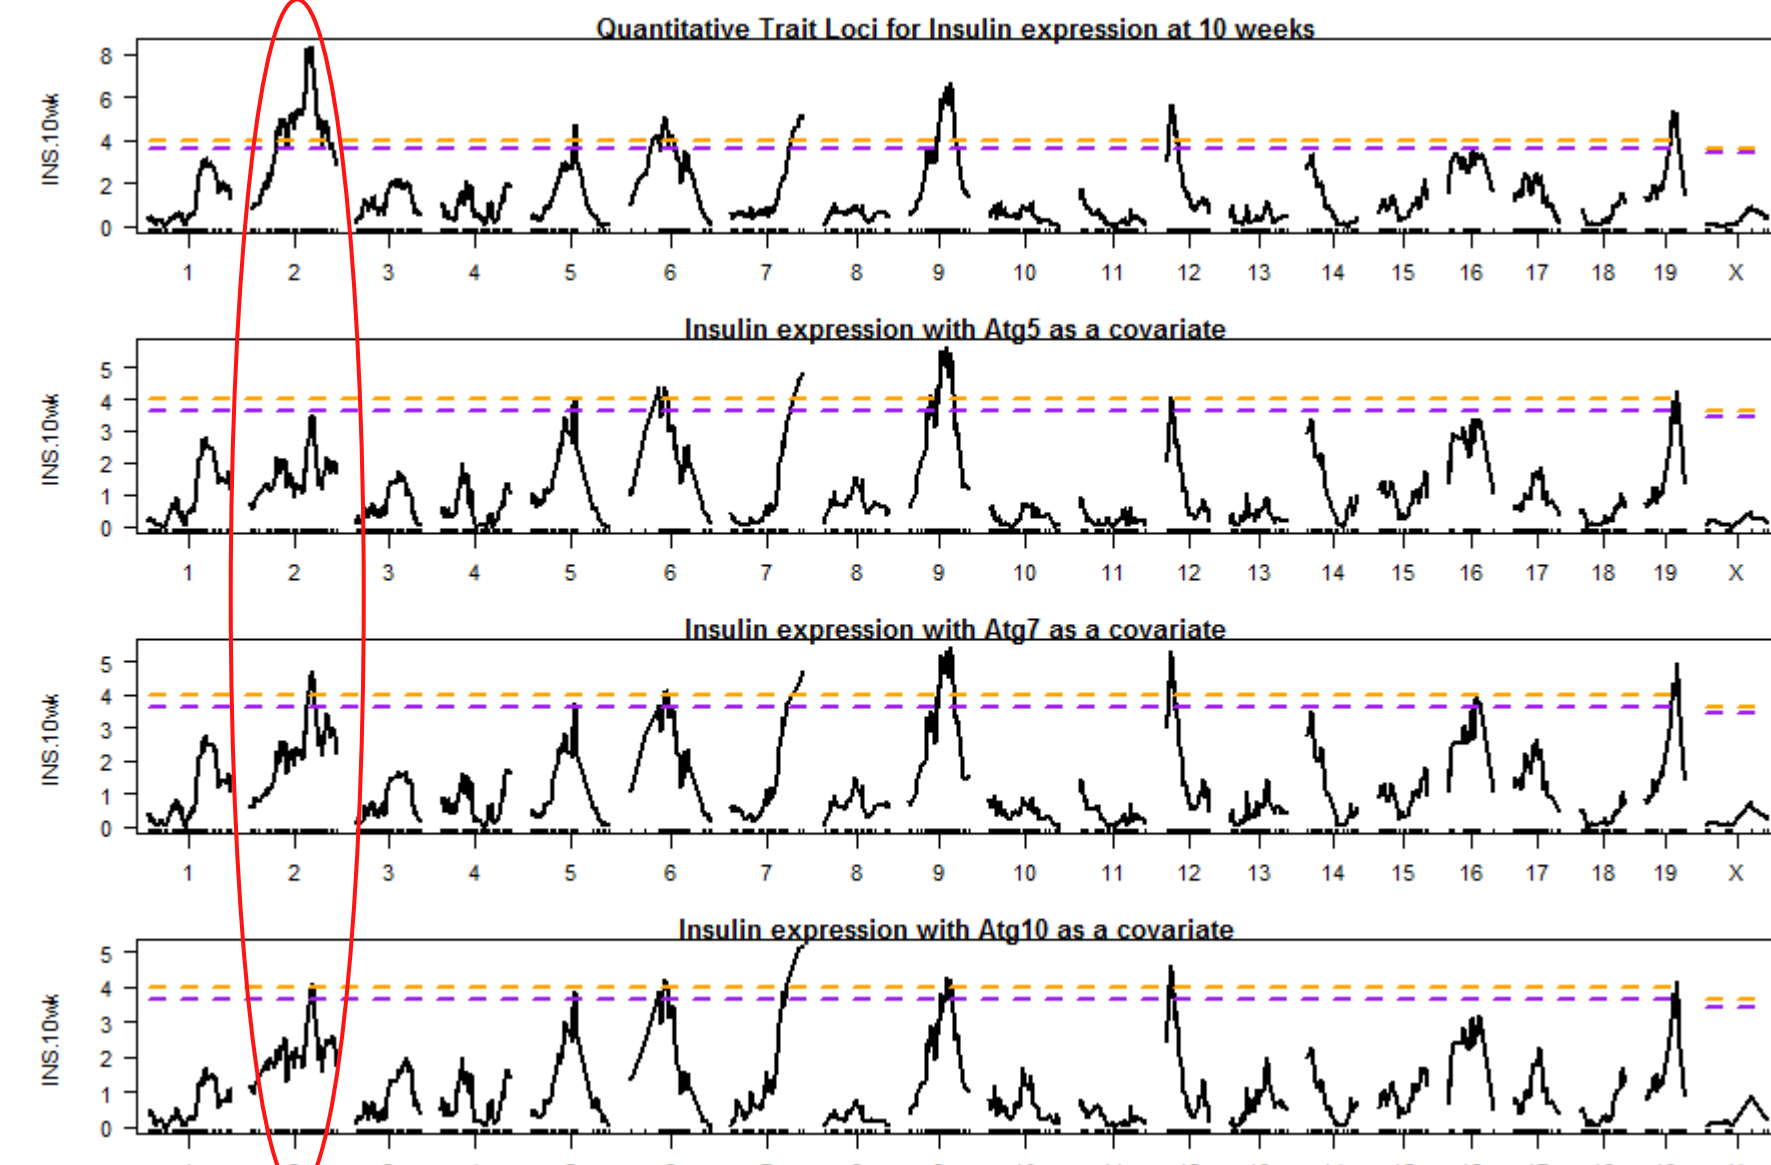 Quantitative Trait Loci for Insulin expression at 10 weeks
INS.10wk
8
6
4
2
0
1 2 3 4 5 6 7 8 9 10 11 12 13 14 15 16 17 18 19 X
Insulin expression with Atg5 as a covariate
INS.10wk
5
4
3
2
1
0
1 2 3 4 5 6 7 8 9 10 11 12 13 14 15 16 17 18 19 X
Insulin expression with Atg7 as a covariate
INS.10wk
5
4
3
2
1
0
1 2 3 4 5 6 7 8 9 10 11 12 13 14 15 16 17 18 19 X
Insulin expression with Atg10 as a covariate
INS.10wk
5
4
3
2
1
0